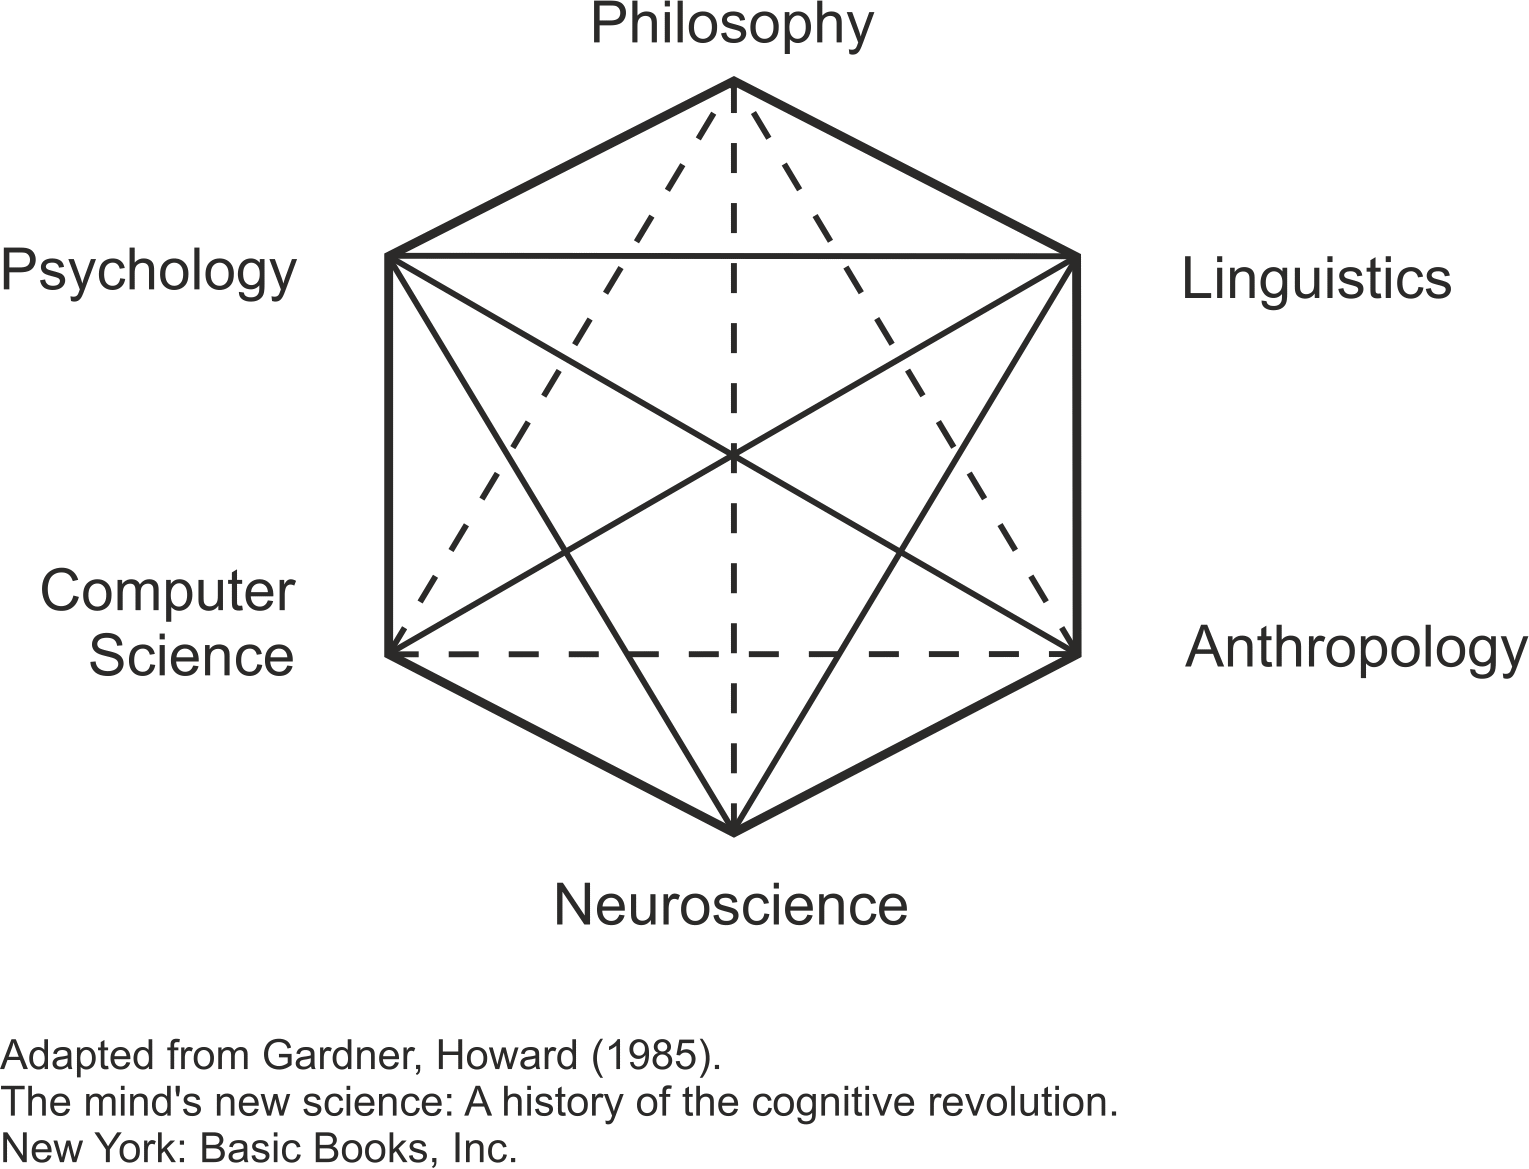 Philosophy
Psychology
Linguistics
Computer
Science
Anthropology
Neuroscience
Adapted from Gardner, Howard (1985).
The mind's new science: A history of the cognitive revolution.
New York: Basic Books, Inc.